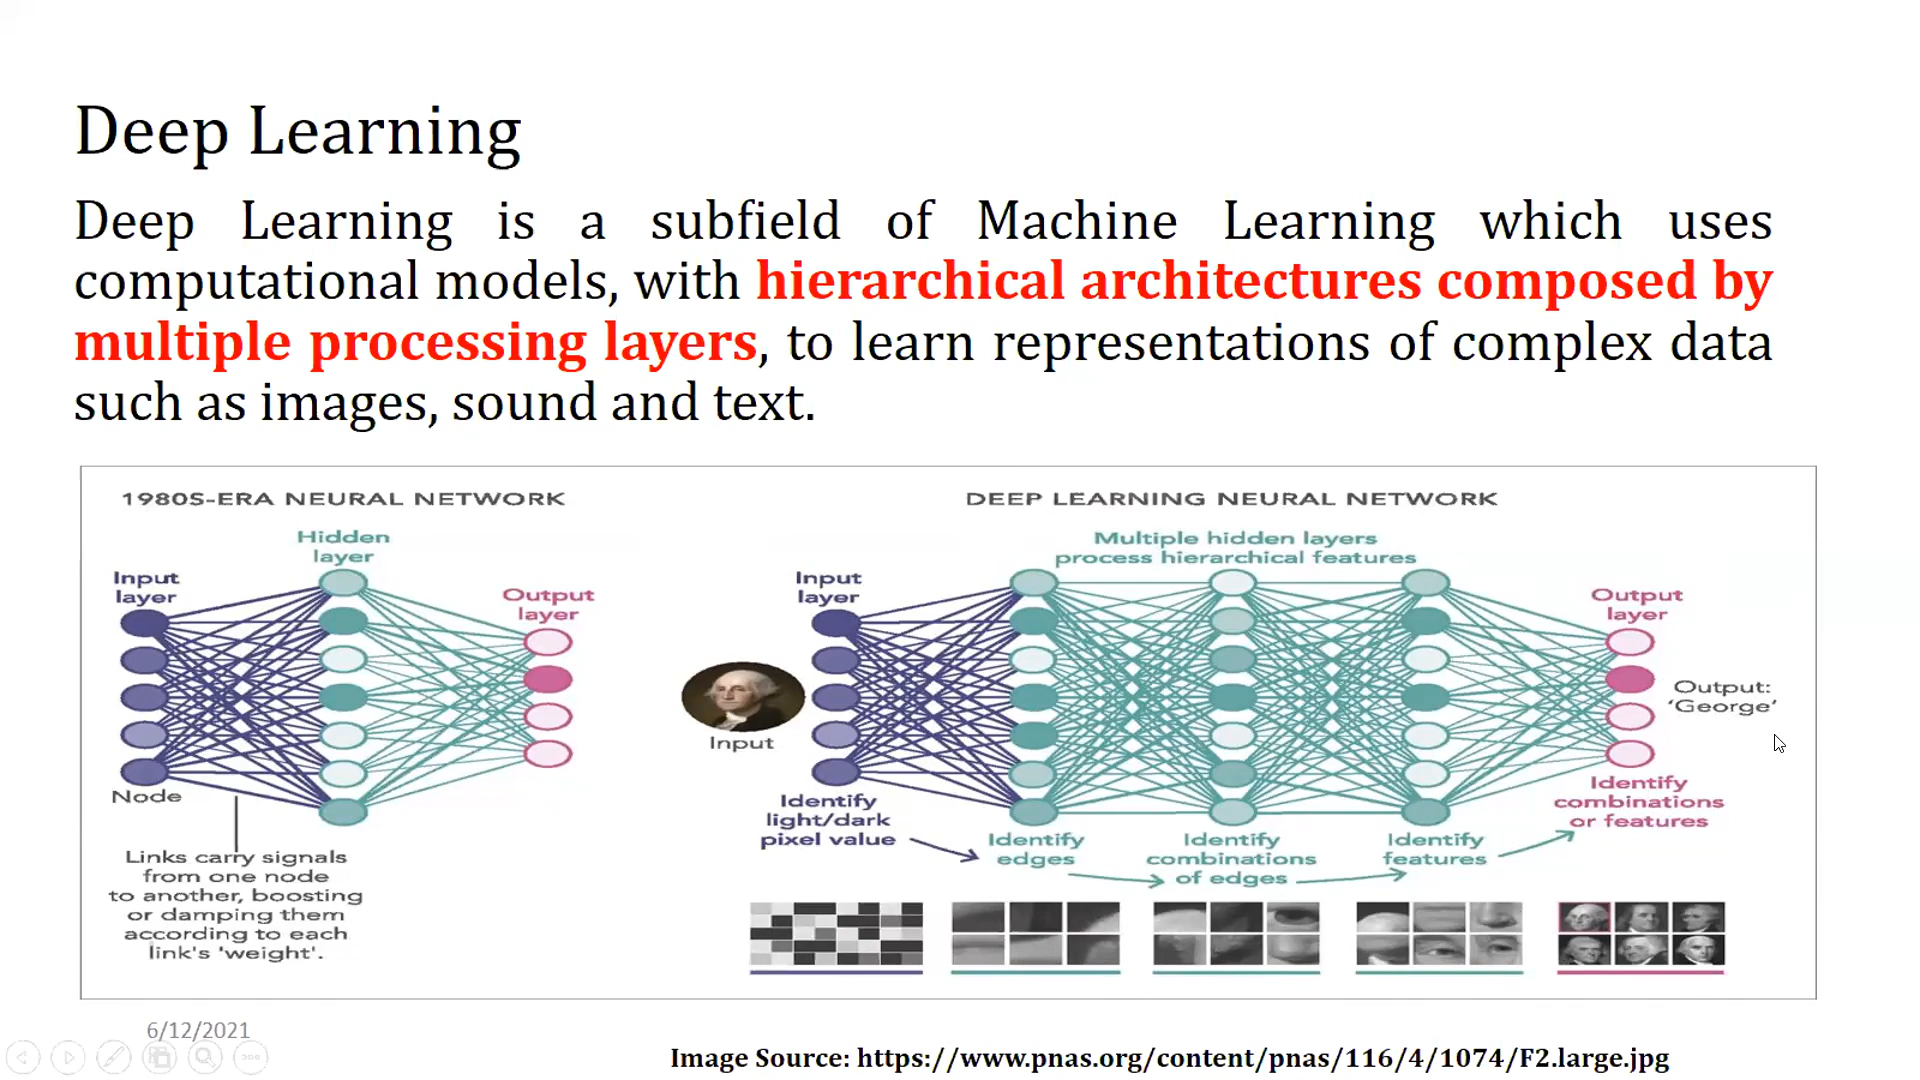 Deep Learning
Deep Learning is a subfield of Machine Learning which uses
computational models, with hierarchical architectures composed by
multiple processing layers, to learn representations of complex data
such as images, sound and text.
1980S-ERA NEURAL NETWORK
Hidden
layer
Input
layer
Output
layer
Node
Links carry signals
from one node
to another, boosting
or damping them
according to each
link's 'weight'.
DEEP LEARNING NEURAL NETWORK
Multiple hidden layers
process hierarchical features
Input
layer
Output
layer
Input
Output:
'George'
Identify
light/dark
pixel value
Identify
edges
Identify
combinations
of edges
Identify
features
Identify
combinations
or features
6/12/2021
Image Source: https://www.pnas.org/content/pnas/116/4/1074/F2.large.jpg